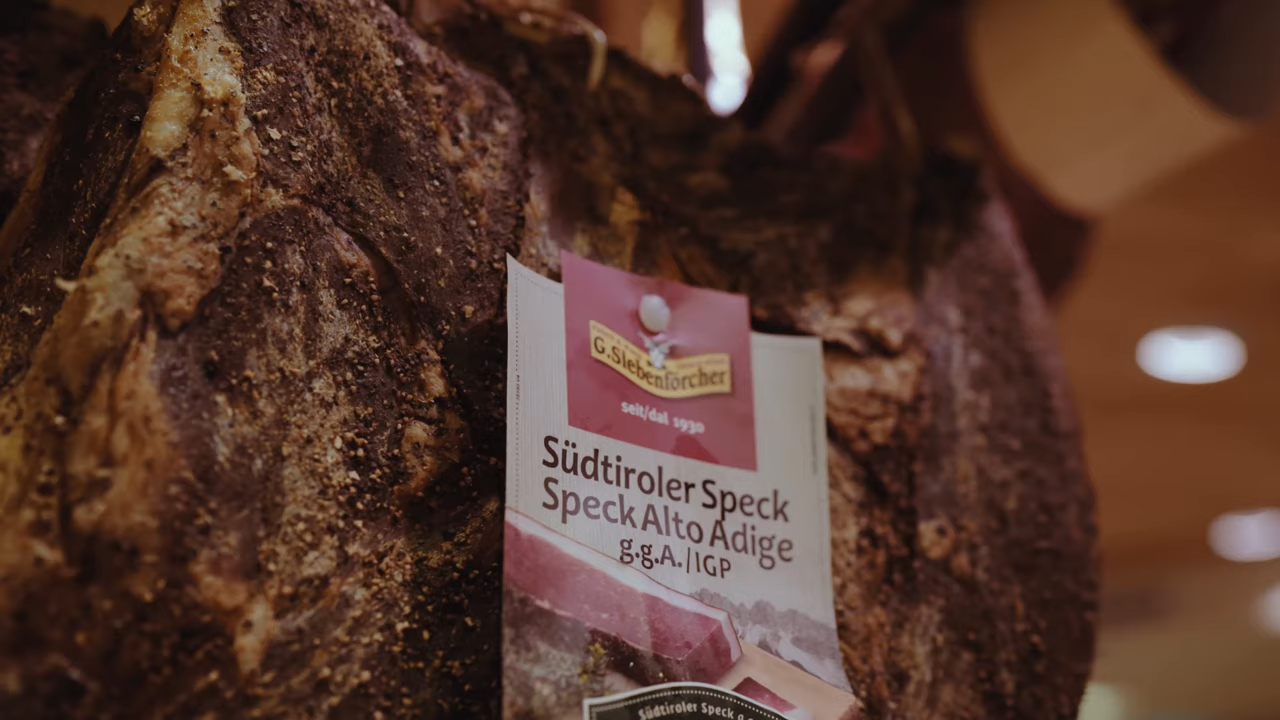 G.Siebenförcher
seit/dal 1930
Südtiroler Speck
Speck Alto Adige
g.g.A./IGP
Südtiroler Speck g.